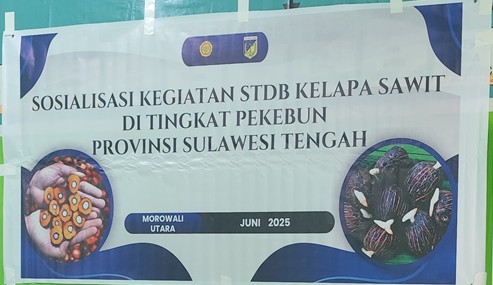 SOSIALISASI KEGIATAN STDB KELAPA SAWIT
DI TINGKAT PEKEBUN
PROVINSI SULAWESI TENGAH
MOROWALI
UTARA
JUNI 2025